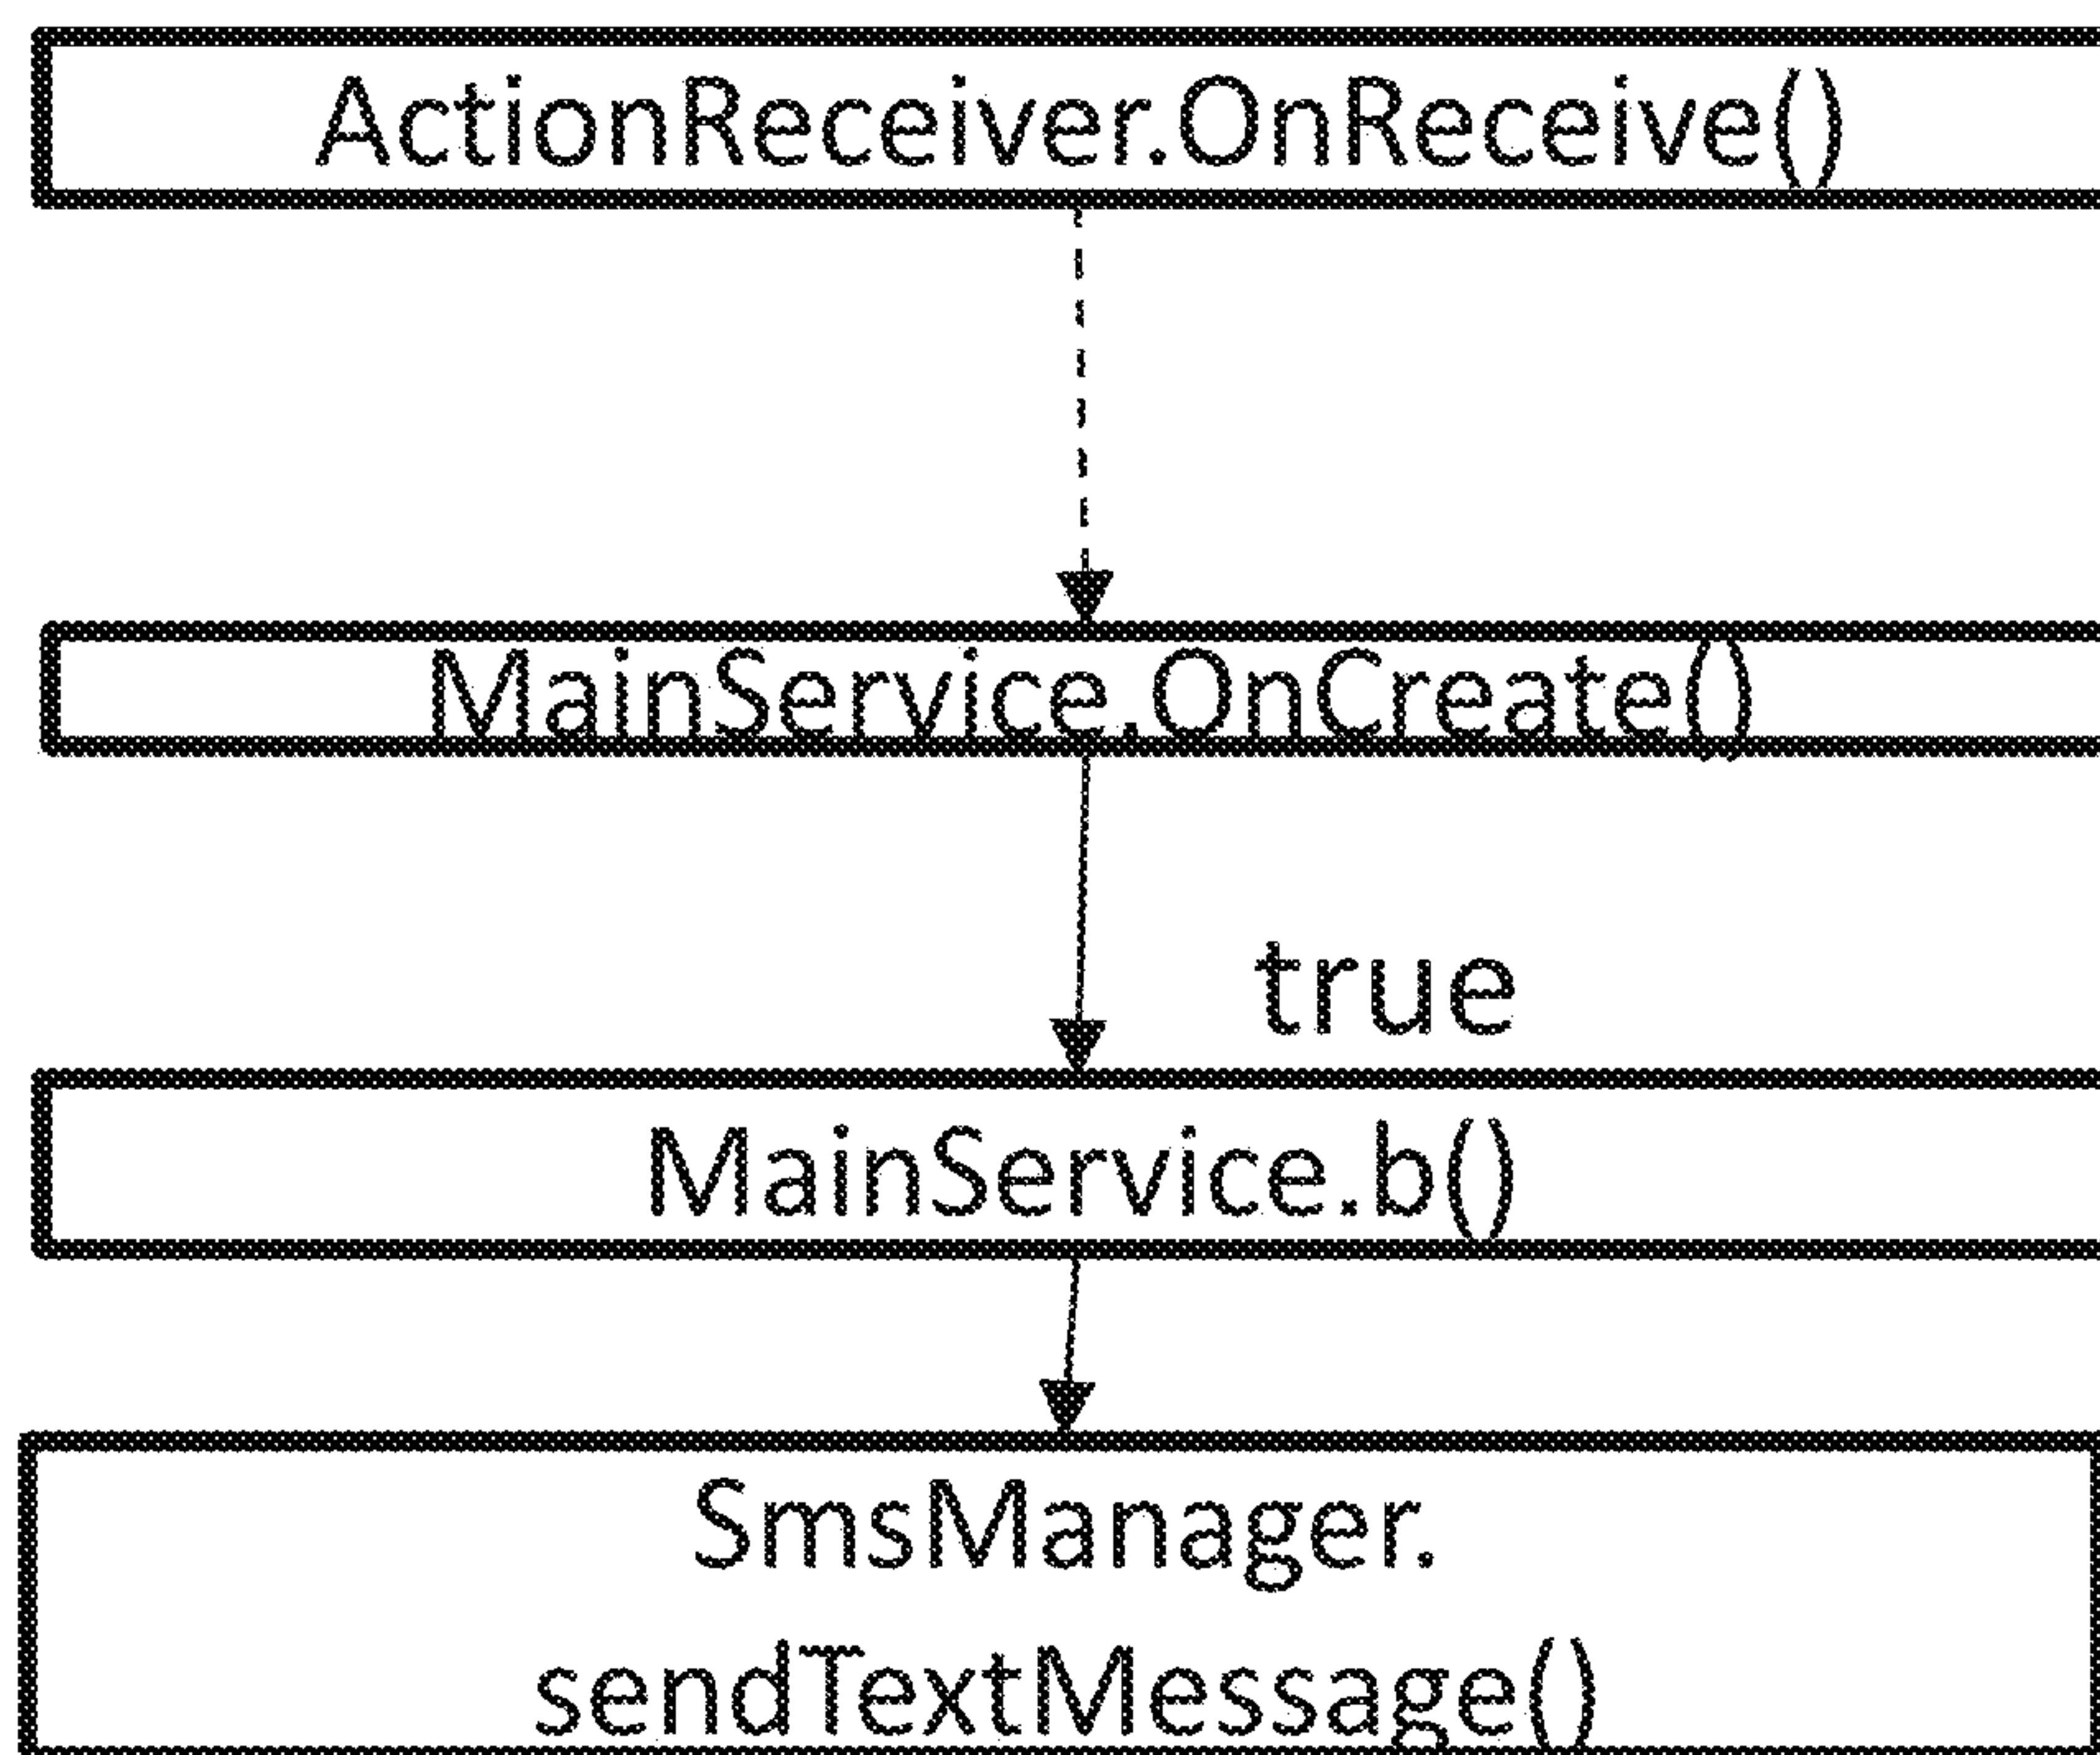 ActionReceiver.OnReceive()
MainService.OnCreate()
true
MainService.b()
SmsManager.
sendTextMessage()